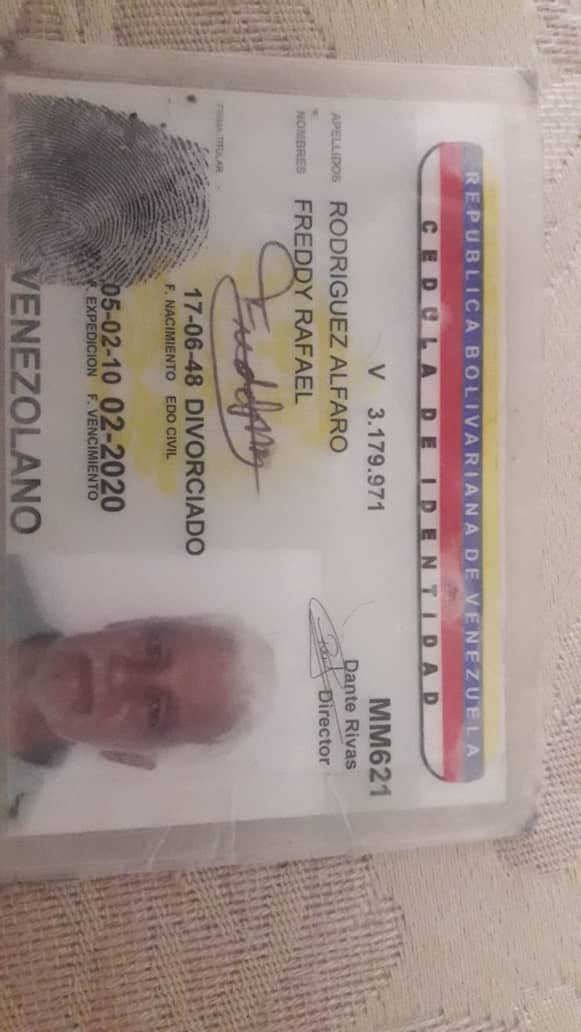 REPUBLICA BOLIVARIANA DE VENEZUELA
CEDULA DE IDENTIDAD
V 3.179.971
MM621
APELLIDOS RODRIGUEZ ALFARO
NOMBRES FREDDY RAFAEL
Dante Rivas
Director
FIRMA TITULAR
17-06-48 DIVORCIADO
F. NACIMIENTO EDO CIVIL
05-02-10 02-2020
F. EXPEDICION F. VENCIMIENTO
VENEZOLANO